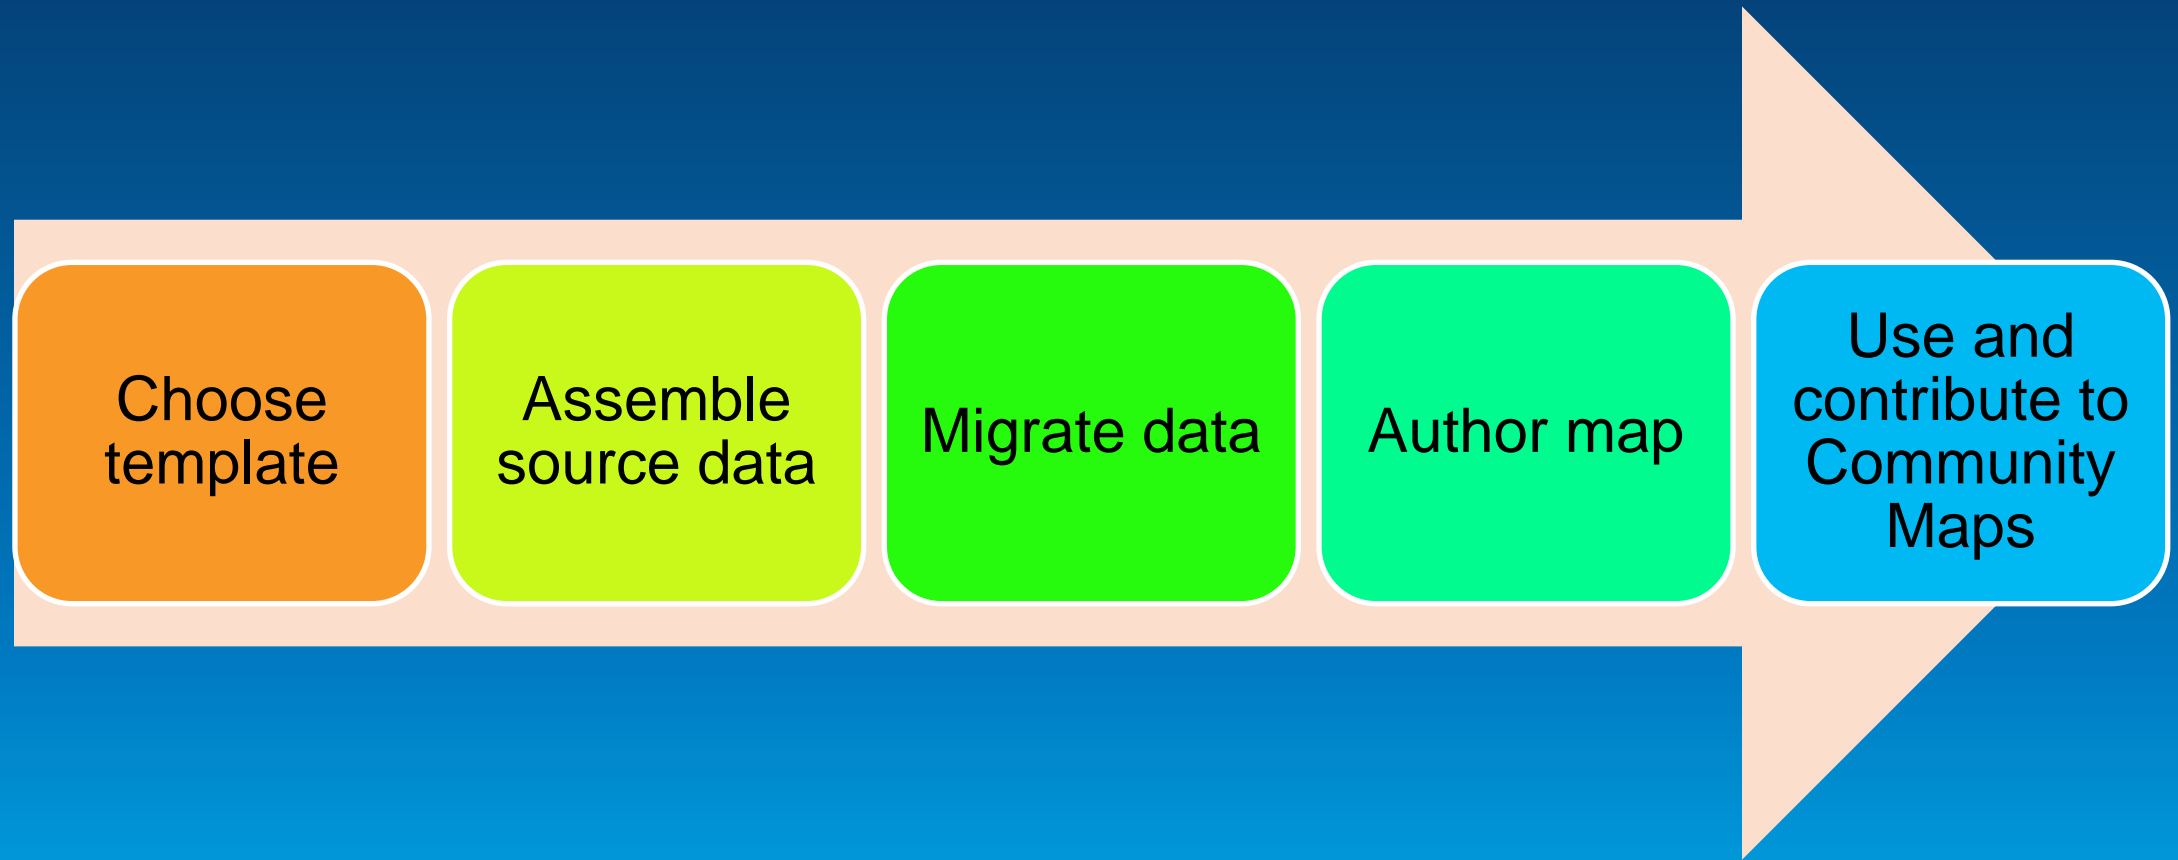 Choose
template
Assemble
source data
Migrate data
Author map
Use and
contribute to
Community
Maps